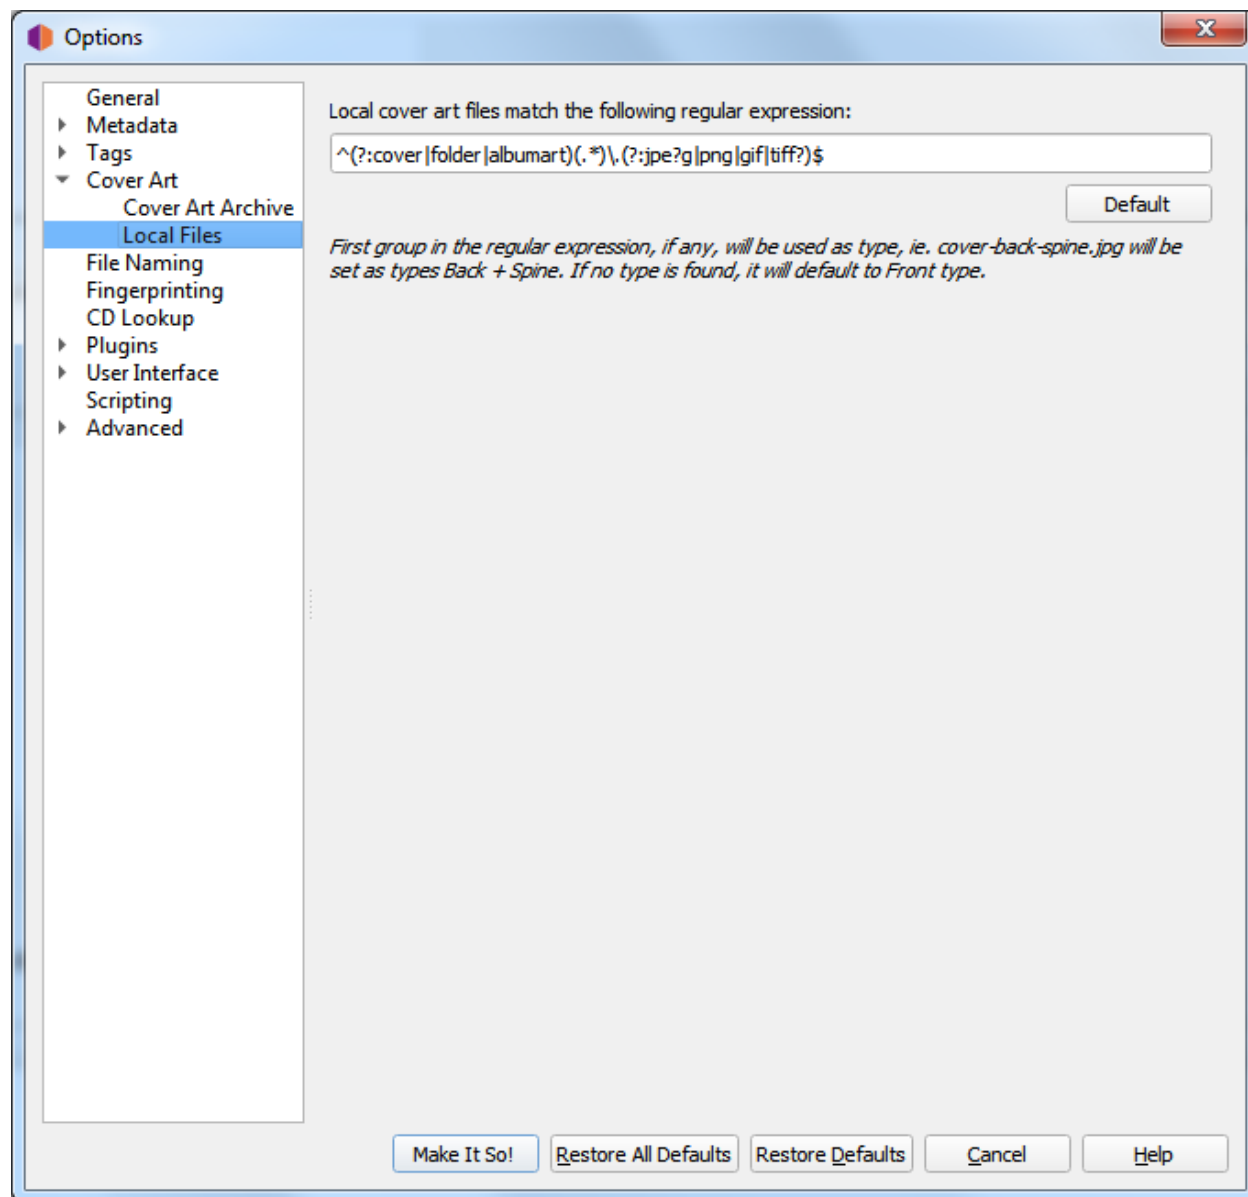 Options
General
Metadata
Tags
Cover Art
Cover Art Archive
Local Files
File Naming
Fingerprinting
CD Lookup
Plugins
User Interface
Scripting
Advanced
Local cover art files match the following regular expression:
^(?:cover|folder|albumart)(.*)\.(?:jpe?g|png|gif|tiff?)$
Default
First group in the regular expression, if any, will be used as type, ie. cover-back-spine.jpg will be
set as types Back + Spine. If no type is found, it will default to Front type.
Make It So!
Restore All Defaults
Restore Defaults
Cancel
Help